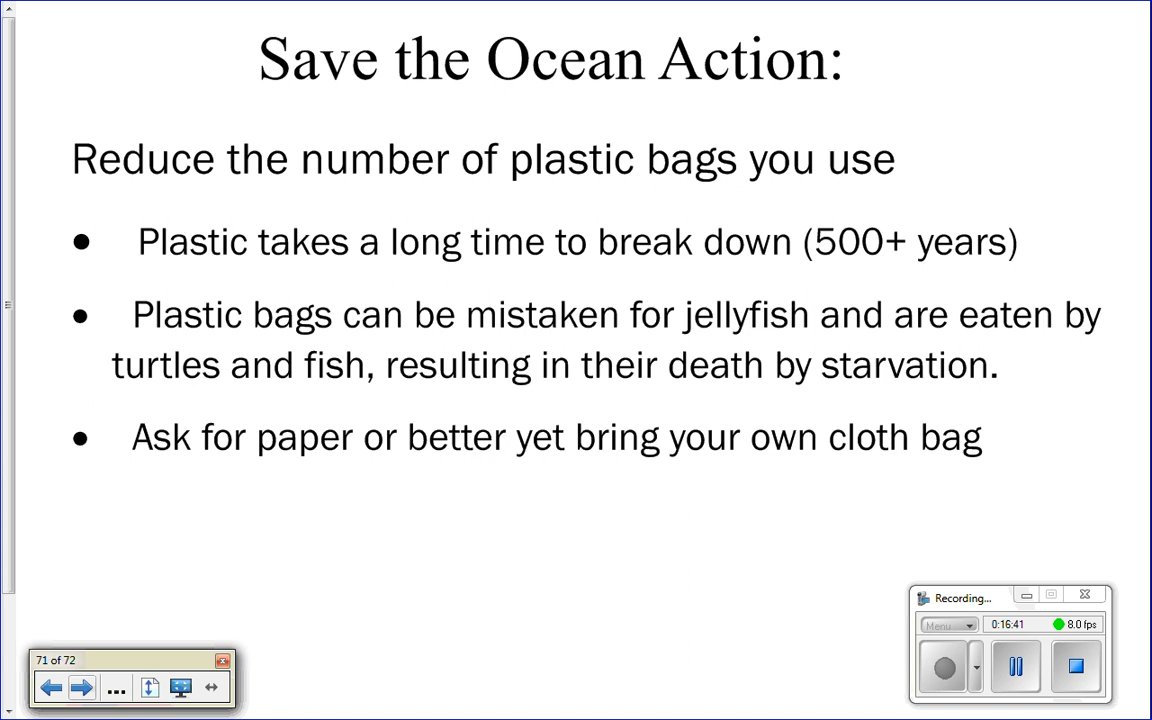 Save the Ocean Action:
Reduce the number of plastic bags you use
• Plastic takes a long time to break down (500+ years)
• Plastic bags can be mistaken for jellyfish and are eaten by
turtles and fish, resulting in their death by starvation.
• Ask for paper or better yet bring your own cloth bag
Recording...
Menu 0:16:41 8.0 fps
71 of 72
...